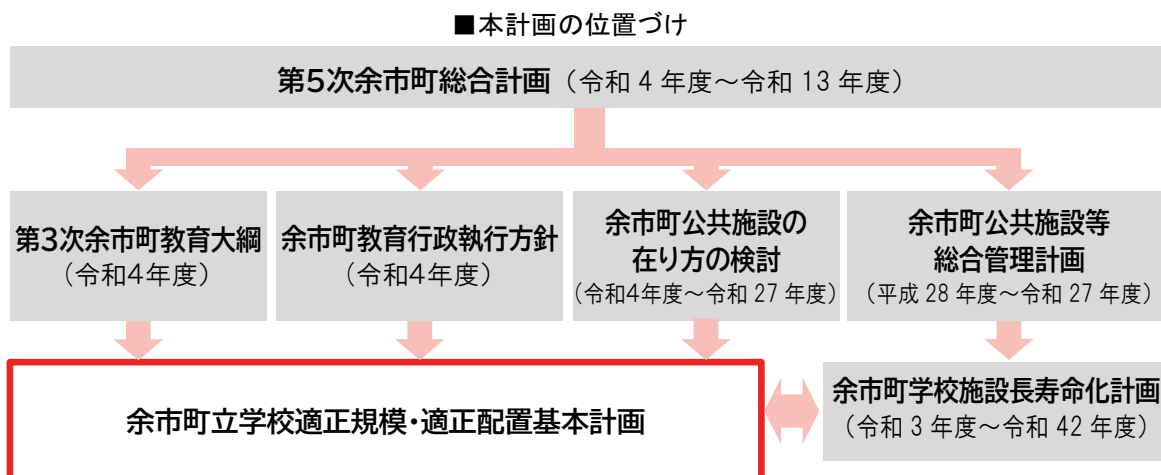 ■本計画の位置づけ
第5次余市町総合計画（令和 4 年度～令和 13 年度）
第3次余市町教育大綱
（令和4年度）
余市町教育行政執行方針
（令和4年度）
余市町公共施設の
在り方の検討
（令和4年度～令和 27 年度）
余市町公共施設等
総合管理計画
（平成 28 年度～令和 27 年度）
余市町立学校適正規模・適正配置基本計画
余市町学校施設長寿命化計画
（令和 3 年度～令和 42 年度）